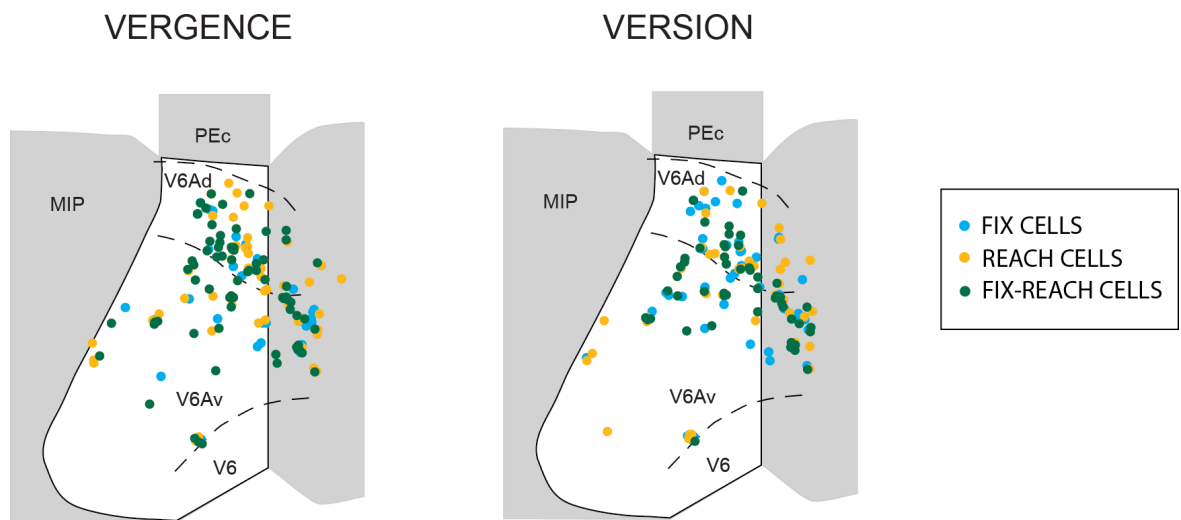 VERGENCE
VERSION
PEc
V6Ad
MIP
V6Av
V6
PEc
V6Ad
MIP
V6Av
V6
FIX CELLS
REACH CELLS
FIX-REACH CELLS